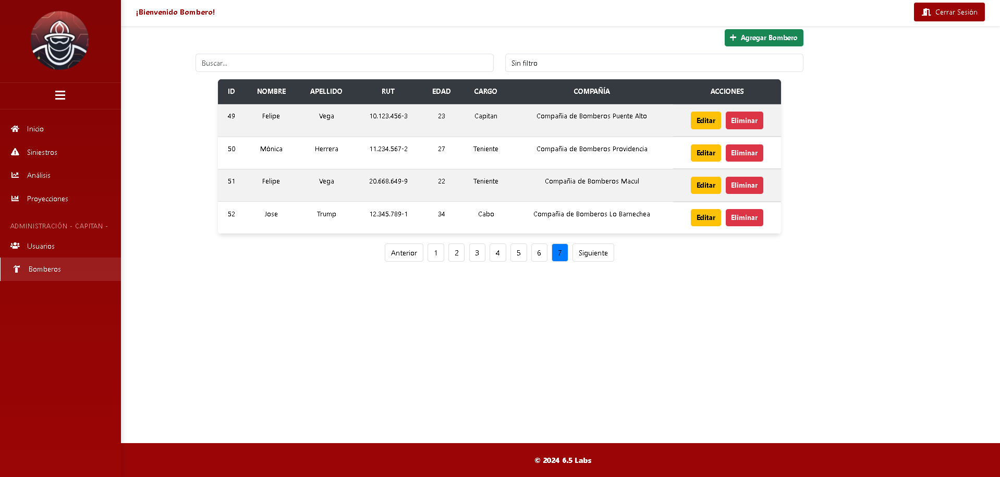 ¡Bienvenido Bombero!
Cerrar Sesión
Inicio
Siniestros
Análisis
Proyecciones
ADMINISTRACIÓN - CAPITAN -
Usuarios
Bomberos
Agregar Bombero
Buscar...
Sin filtro
ID NOMBRE APELLIDO RUT EDAD CARGO COMPAÑÍA ACCIONES
49 Felipe Vega 10.123.456-3 23 Capitan Compañia de Bomberos Puente Alto Editar Eliminar
50 Mónica Herrera 11.234.567-2 27 Teniente Compañia de Bomberos Providencia Editar Eliminar
51 Felipe Vega 20.668.649-9 22 Teniente Compañia de Bomberos Macul Editar Eliminar
52 Jose Trump 12.345.789-1 34 Cabo Compañia de Bomberos Lo Barnechea Editar Eliminar
Anterior 1 2 3 4 5 6 7 Siguiente
© 2024 6.5 Labs